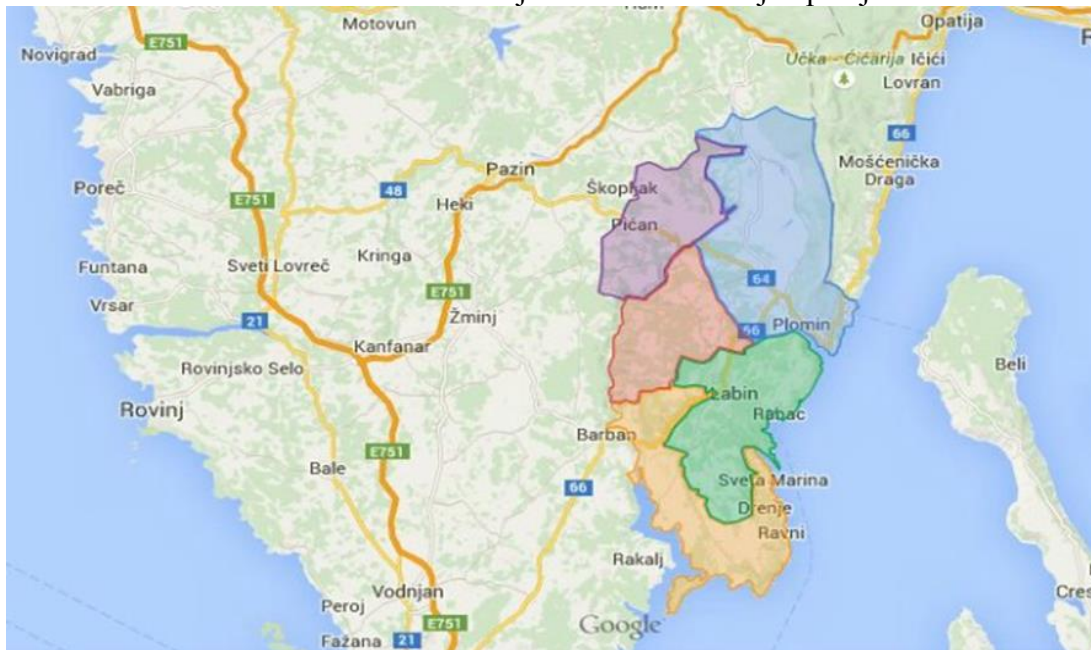 Motovun
Opatija
E751
Novigrad
Učka - Ćićarija
Ičići
Vabriga
Lovran
66
Mošćenička
Draga
Pazin
48
Škopljak
Poreč
E751
Heki
Pićan
Kringa
Funtana
Sveti Lovreč
64
E751
Vrsar
21
Žminj
66
Plomin
Kanfanar
Rovinjsko Selo
Beli
Labin
Rovinj
Rabac
Barban
E751
Bale
Sveta Marina
66
Drenje
Ravni
Rakalj
Vodnjan
Peroj
Google
E751
Fažana
21